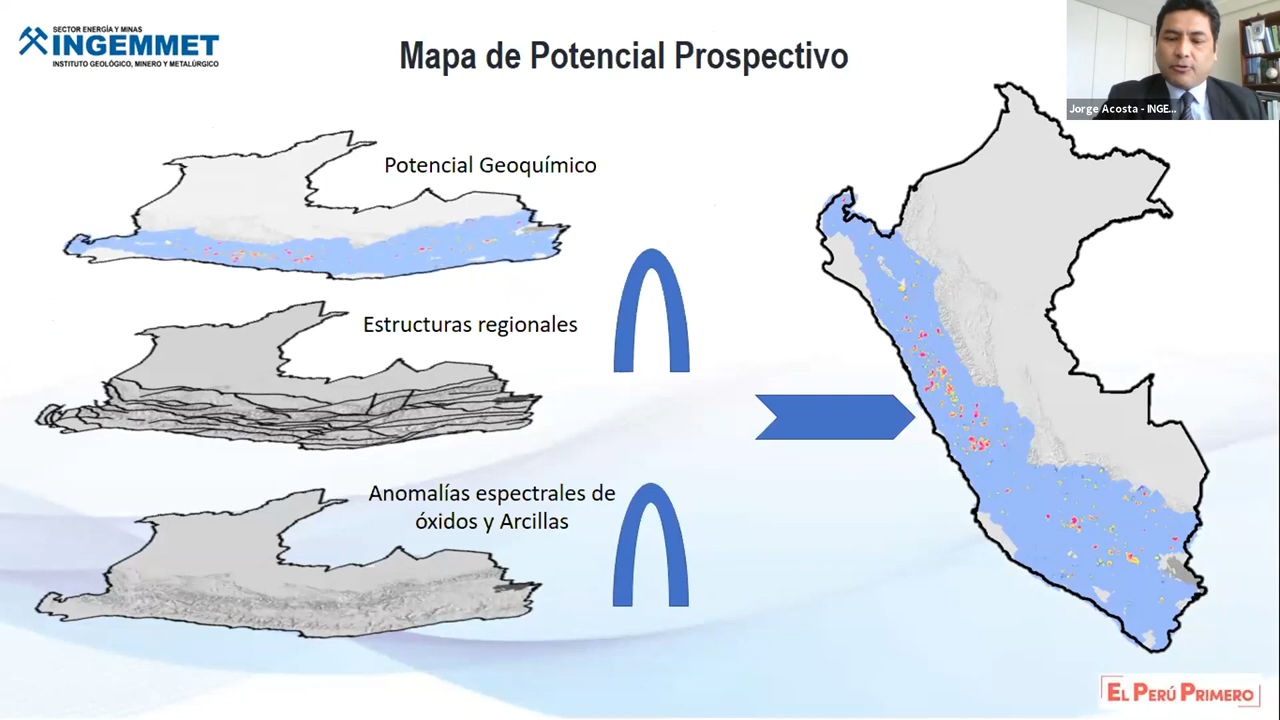 SECTOR ENERGÍA Y MINAS
INGEMMET
INSTITUTO GEOLÓGICO, MINERO Y METALÚRGICO
Mapa de Potencial Prospectivo
Jorge Acosta - INGE...
Potencial Geoquímico
Estructuras regionales
Anomalías espectrales de
óxidos y Arcillas
EL PERÚ PRIMERO